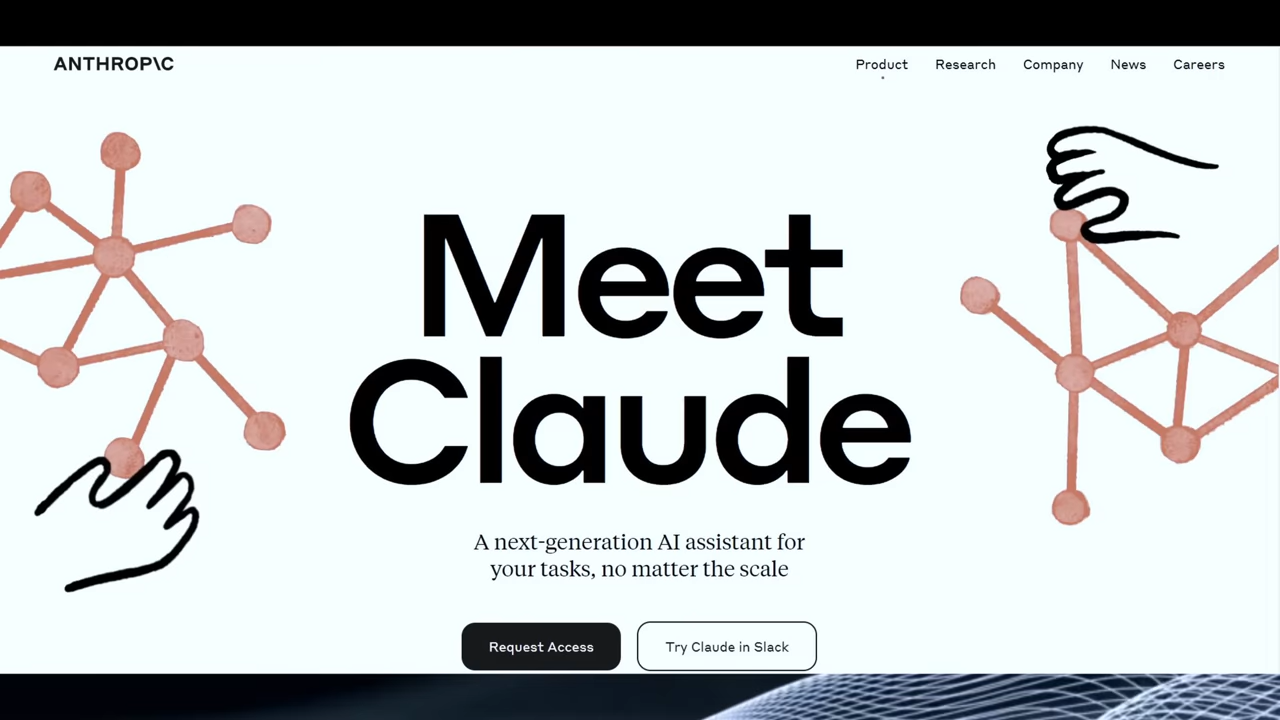 ANTHROP\C
Product Research Company News Careers
Meet
Claude
A next-generation AI assistant for
your tasks, no matter the scale
Request Access Try Claude in Slack